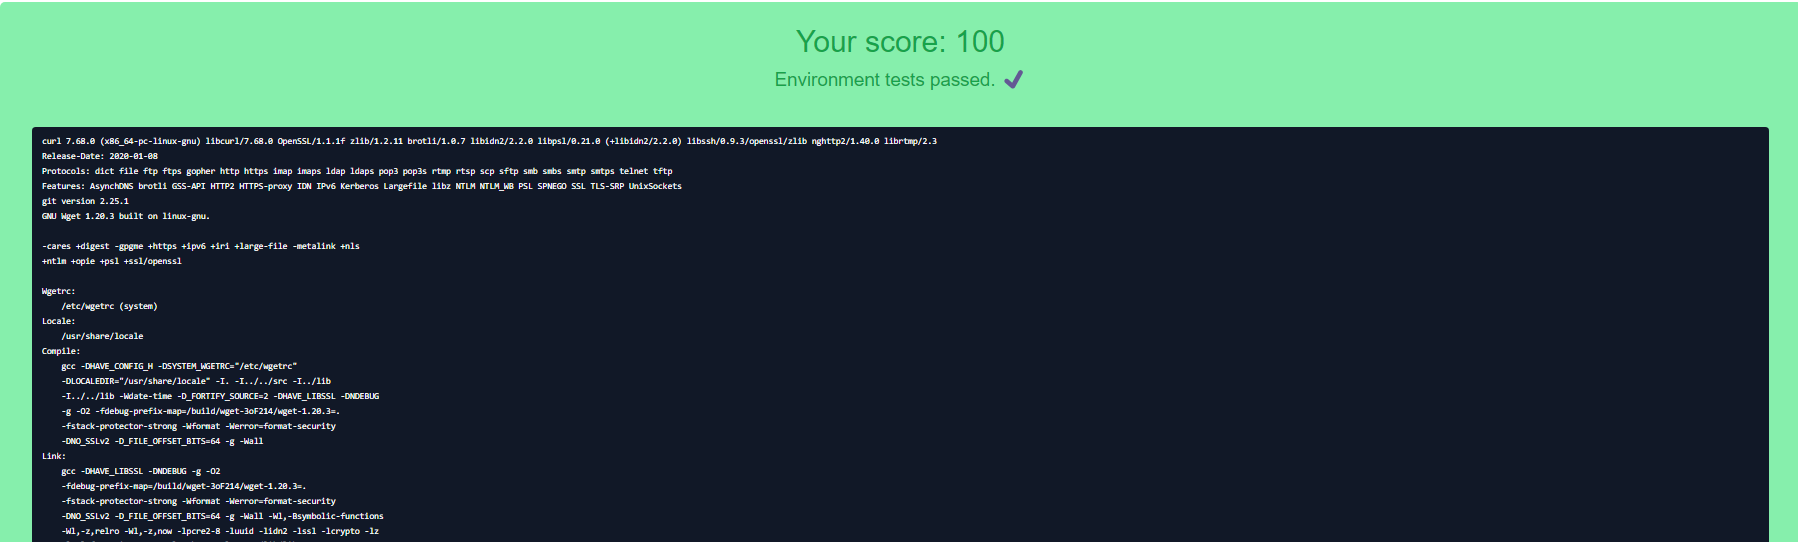 Your score: 100
Environment tests passed.
curl 7.68.0 (x86_64-pc-linux-gnu) libcurl/7.68.0 OpenSSL/1.1.1f zlib/1.2.11 brotli/1.0.7 libidn2/2.2.0 libpsl/0.21.0 (+libidn2/2.2.0) libssh/0.9.3/openssl/zlib nghttp2/1.40.0 librtmp/2.3
Release-Date: 2020-01-08
Protocols: dict file ftp ftps gopher http https imap imaps ldap ldaps pop3 pop3s rtmp rtsp scp sftp smb smbs smtp smtps telnet tftp
Features: AsynchDNS brotli GSS-API HTTP2 HTTPS-proxy IDN IPv6 Kerberos Largefile libz NTLM NTLM_WB PSL SPNEGO SSL TLS-SRP UnixSockets
git version 2.25.1
GNU Wget 1.20.3 built on linux-gnu.
-cares +digest -gpgme +https +ipv6 +iri +large-file -metalink +nls
+ntlm +opie +psl +ssl/openssl
Wgetrc:
/etc/wgetrc (system)
Locale:
/usr/share/locale
Compile:
gcc -DHAVE_CONFIG_H -DSYSTEM_WGETRC="/etc/wgetrc"
-DLOCALEDIR="/usr/share/locale" -I. -I../../src -I../lib
-I../../lib -Wdate-time -D_FORTIFY_SOURCE=2 -DHAVE_LIBSSL -DNDEBUG
-g -O2 -fdebug-prefix-map=/build/wget-3oF214/wget-1.20.3=.
-fstack-protector-strong -Wformat -Werror=format-security
-DNO_SSLv2 -D_FILE_OFFSET_BITS=64 -g -Wall
Link:
gcc -DHAVE_LIBSSL -DNDEBUG -g -O2
-fdebug-prefix-map=/build/wget-3oF214/wget-1.20.3=.
-fstack-protector-strong -Wformat -Werror=format-security
-DNO_SSLv2 -D_FILE_OFFSET_BITS=64 -g -Wall -Wl,-Bsymbolic-functions
-Wl,-z,relro -Wl,-z,now -lpcre2-8 -luuid -lidn2 -lssl -lcrypto -lz